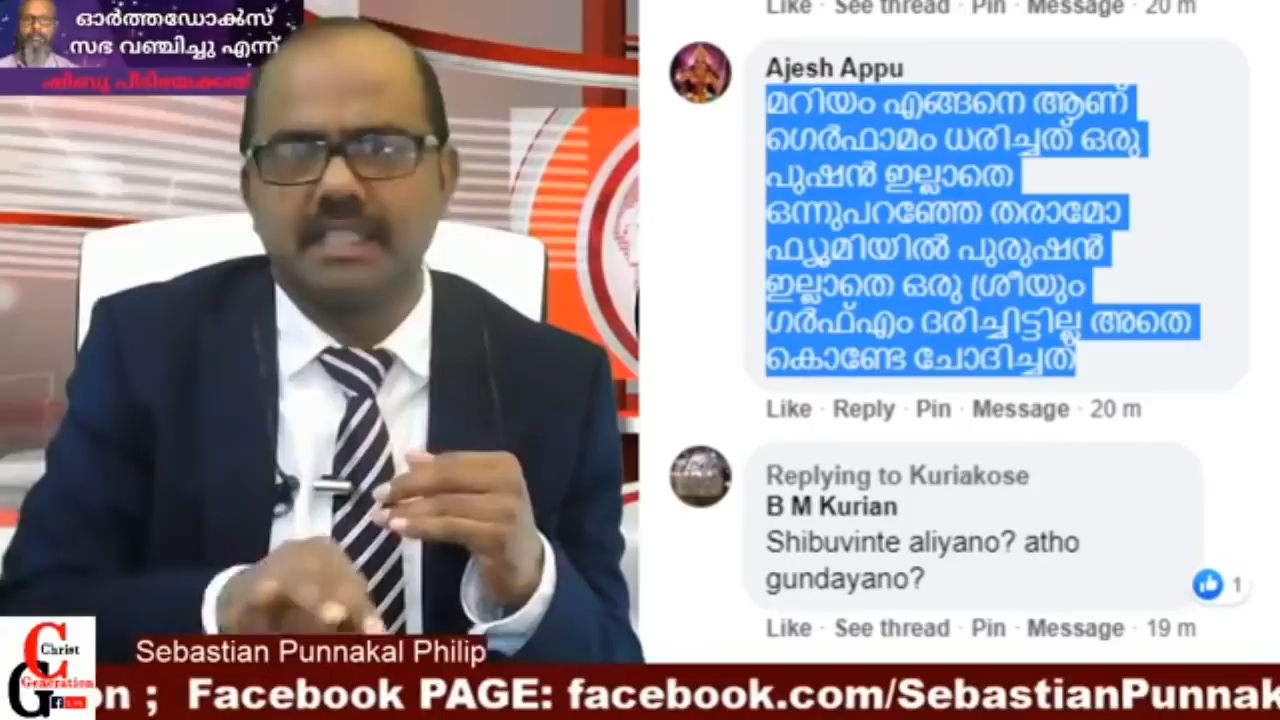 ഓർത്തഡോക്സ്
സഭ വഞ്ചിച്ചു എന്ന്
ഷിബു പീടിയേക്കൽ
Like · See thread · Pin · Message · 20 m
Ajesh Appu
മറിയം എങ്ങനെ ആണ്
ഗെർഫാമം ധരിച്ചത് ഒരു
പുഷൻ ഇല്ലാതെ
ഒന്നുപറഞ്ഞേ തരാമോ
ഫ്യൂമിയിൽ പുരുഷൻ
ഇല്ലാതെ ഒരു ശ്രീയും
ഗർഫ്എം ദരിച്ചിട്ടില്ല അതെ
കൊണ്ടേ ചോദിച്ചത്
Like · Reply · Pin · Message · 20 m
Replying to Kuriakose
B M Kurian
Shibuvinte aliyano? atho
gundayano?
1
Like · See thread · Pin · Message · 19 m
Sebastian Punnakal Philip
Christ
Generation
on ; Facebook PAGE: facebook.com/SebastianPunnak